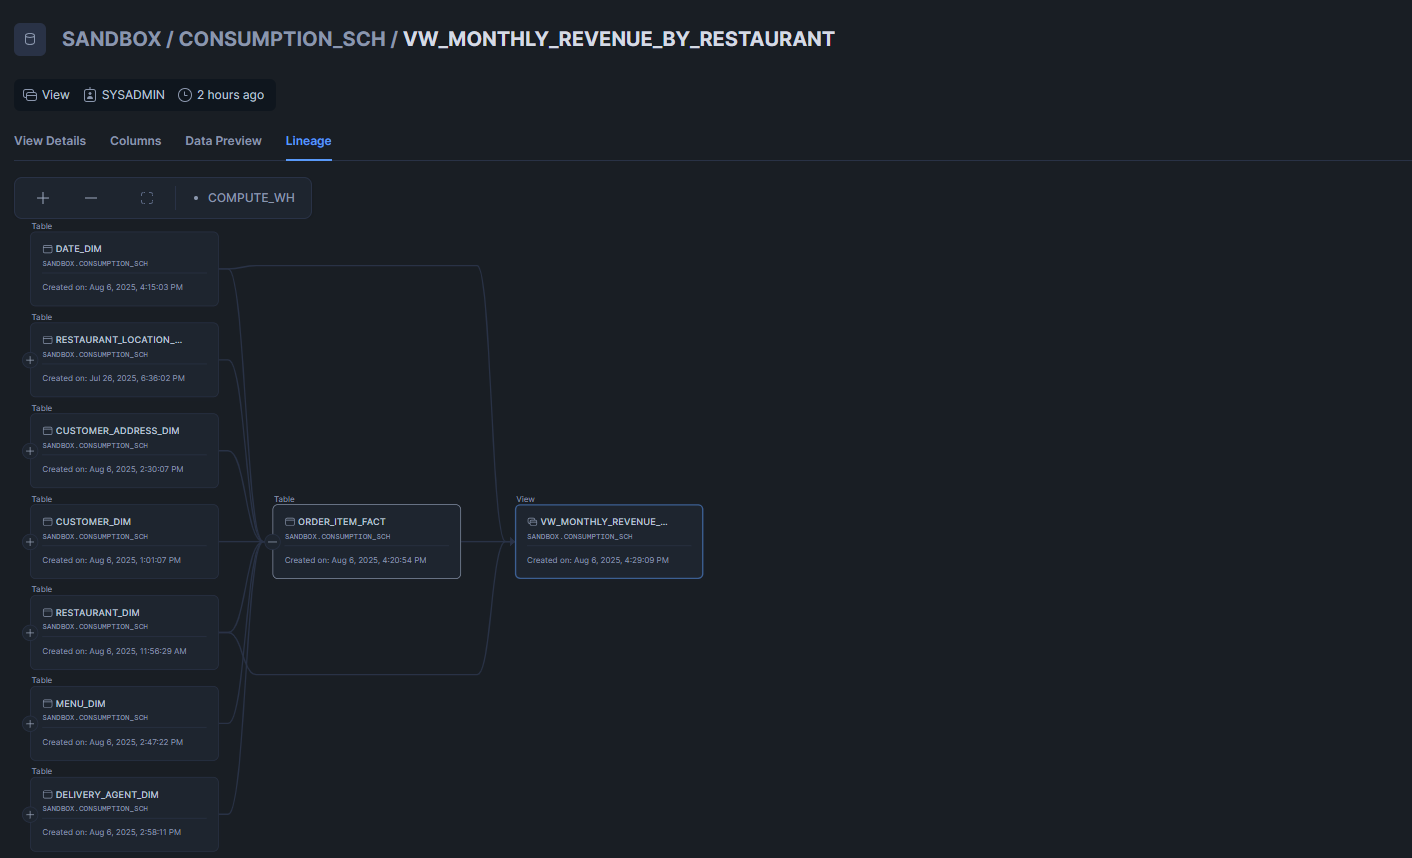 SANDBOX / CONSUMPTION_SCH / VW_MONTHLY_REVENUE_BY_RESTAURANT
View SYSADMIN 2 hours ago
View Details Columns Data Preview Lineage
COMPUTE_WH
Table
DATE_DIM
SANDBOX.CONSUMPTION_SCH
Created on: Aug 6, 2025, 4:15:03 PM
Table
RESTAURANT_LOCATION_...
SANDBOX.CONSUMPTION_SCH
Created on: Jul 26, 2025, 6:36:02 PM
Table
CUSTOMER_ADDRESS_DIM
SANDBOX.CONSUMPTION_SCH
Created on: Aug 6, 2025, 2:30:07 PM
Table
CUSTOMER_DIM
SANDBOX.CONSUMPTION_SCH
Created on: Aug 6, 2025, 1:01:07 PM
Table
RESTAURANT_DIM
SANDBOX.CONSUMPTION_SCH
Created on: Aug 6, 2025, 11:56:29 AM
Table
MENU_DIM
SANDBOX.CONSUMPTION_SCH
Created on: Aug 6, 2025, 2:47:22 PM
Table
DELIVERY_AGENT_DIM
SANDBOX.CONSUMPTION_SCH
Created on: Aug 6, 2025, 2:58:11 PM
Table
ORDER_ITEM_FACT
SANDBOX.CONSUMPTION_SCH
Created on: Aug 6, 2025, 4:20:54 PM
View
VW_MONTHLY_REVENUE_...
SANDBOX.CONSUMPTION_SCH
Created on: Aug 6, 2025, 4:29:09 PM